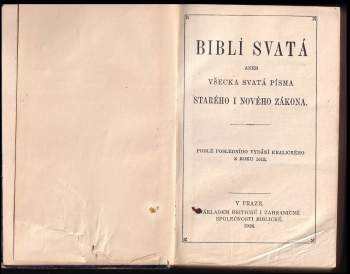 BIBLÍ SVATÁ
ANEB
VŠECKA SVATÁ PÍSMA
STARÉHO I NOVÉHO ZÁKONA.
PODLÉ POSLEDNÍHO VYDÁNÍ KRALICKÉHO
Z ROKU 1613.
V PRAZE.
NÁKLADEM BRITICKÉ I ZAHRANIČNÉ
SPOLEČNOSTI BIBLICKÉ.